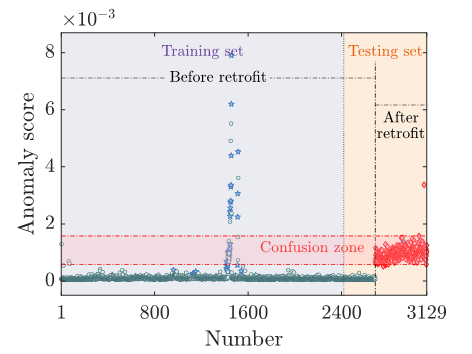 ×10⁻³
Training set
Testing set
Before retrofit
After
retrofit
Confusion zone
Anomaly score
8
6
4
2
0
1
800
1600
2400
3129
Number